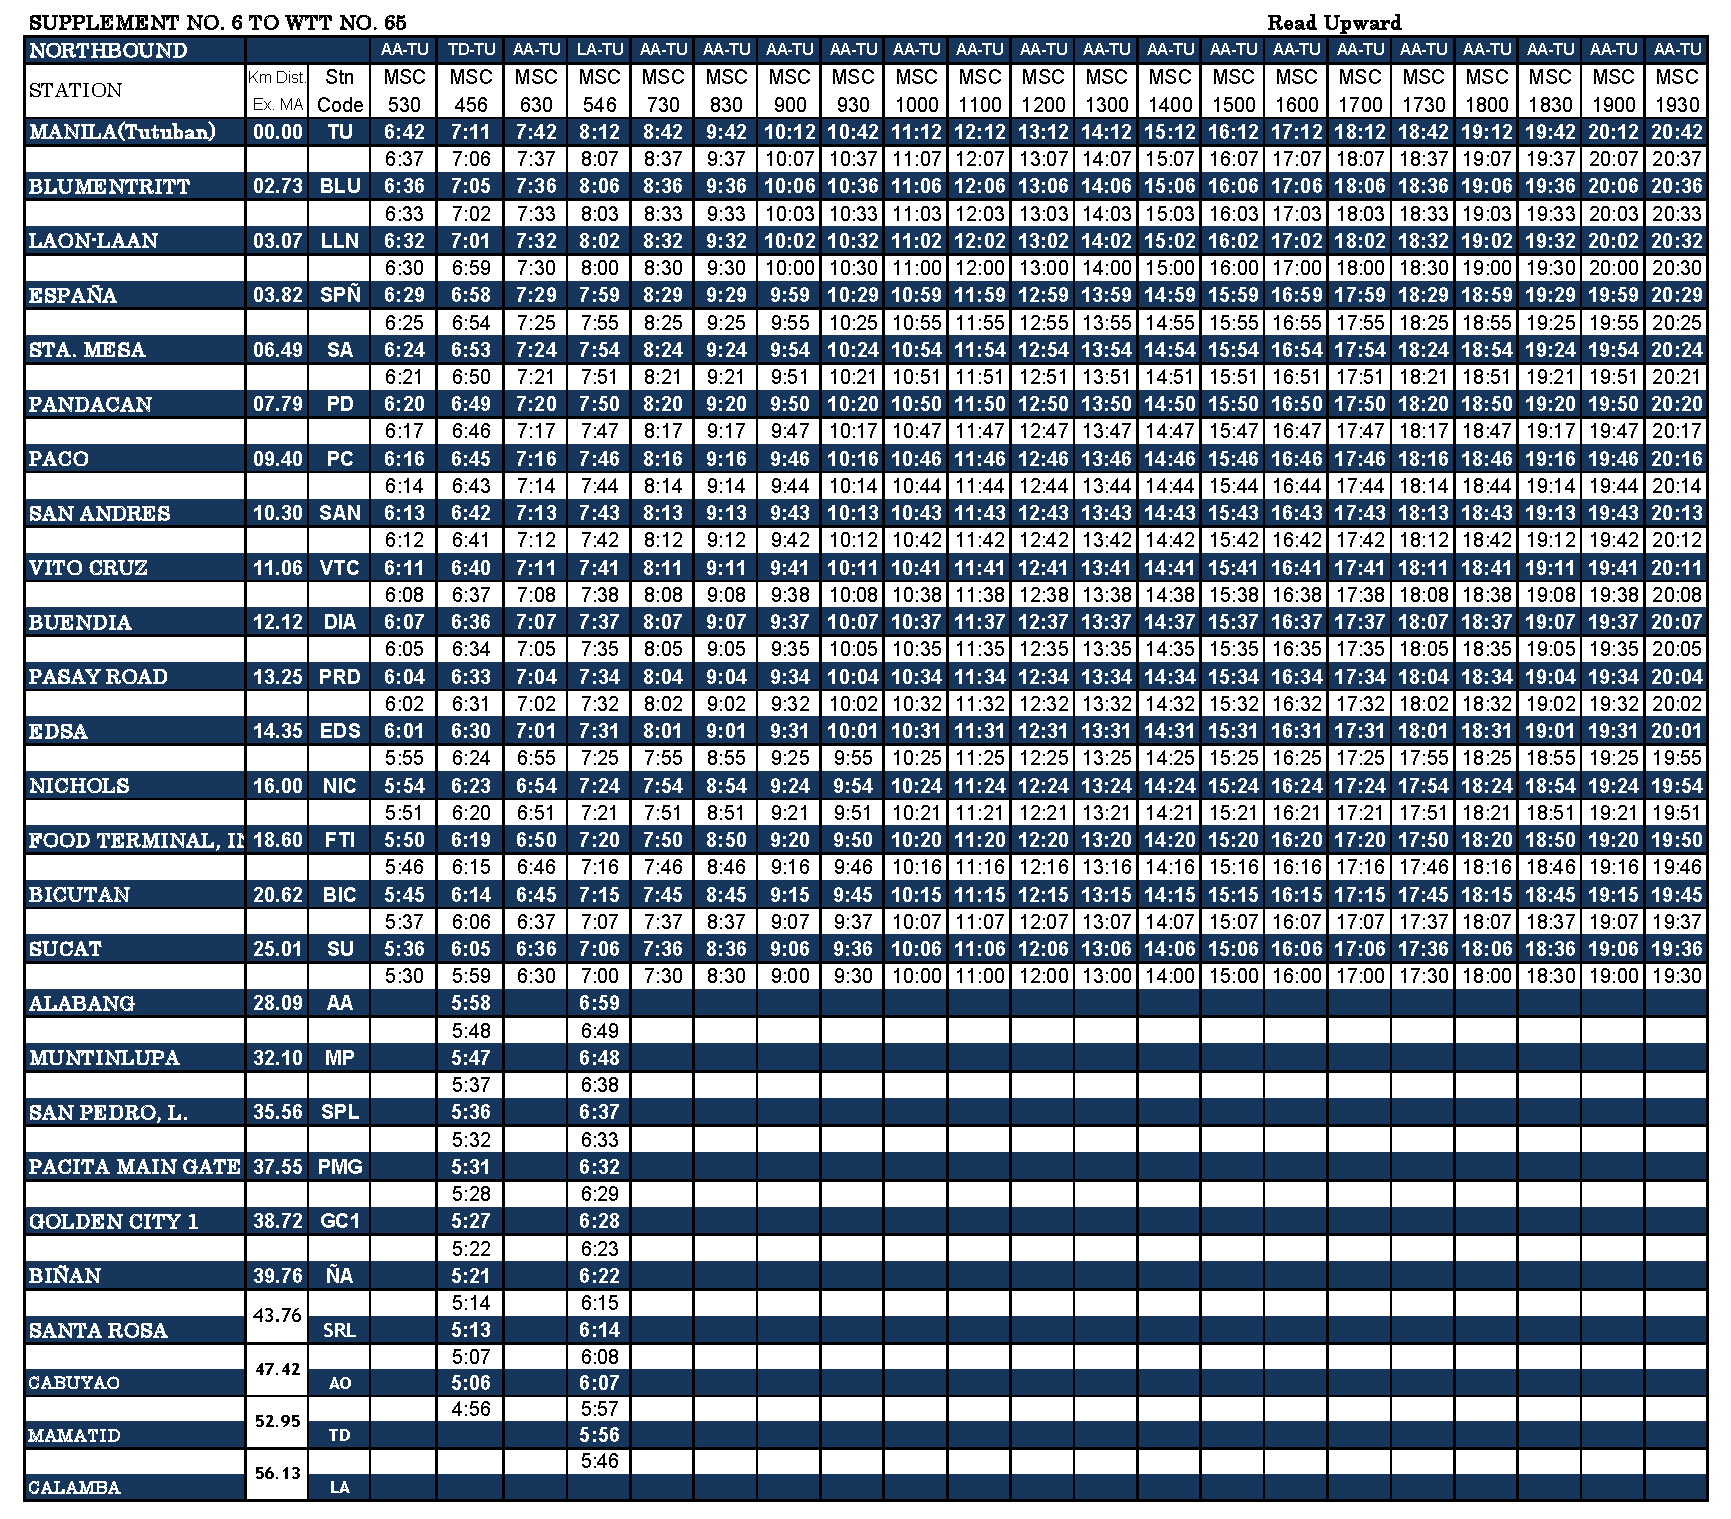 SUPPLEMENT NO. 6 TO WTT NO. 65 Read Upward
NORTHBOUND AA-TU TD-TU AA-TU LA-TU AA-TU AA-TU AA-TU AA-TU AA-TU AA-TU AA-TU AA-TU AA-TU AA-TU AA-TU AA-TU AA-TU AA-TU AA-TU AA-TU AA-TU
STATION Km Dist. Stn MSC MSC MSC MSC MSC MSC MSC MSC MSC MSC MSC MSC MSC MSC MSC MSC MSC MSC MSC MSC MSC
Ex. MA Code 530 456 630 546 730 830 900 930 1000 1100 1200 1300 1400 1500 1600 1700 1730 1800 1830 1900 1930
MANILA(Tutuban) 00.00 TU 6:42 7:11 7:42 8:12 8:42 9:42 10:12 10:42 11:12 12:12 13:12 14:12 15:12 16:12 17:12 18:12 18:42 19:12 19:42 20:12 20:42
6:37 7:06 7:37 8:07 8:37 9:37 10:07 10:37 11:07 12:07 13:07 14:07 15:07 16:07 17:07 18:07 18:37 19:07 19:37 20:07 20:37
BLUMENTRITT 02.73 BLU 6:36 7:05 7:36 8:06 8:36 9:36 10:06 10:36 11:06 12:06 13:06 14:06 15:06 16:06 17:06 18:06 18:36 19:06 19:36 20:06 20:36
6:33 7:02 7:33 8:03 8:33 9:33 10:03 10:33 11:03 12:03 13:03 14:03 15:03 16:03 17:03 18:03 18:33 19:03 19:33 20:03 20:33
LAON-LAAN 03.07 LLN 6:32 7:01 7:32 8:02 8:32 9:32 10:02 10:32 11:02 12:02 13:02 14:02 15:02 16:02 17:02 18:02 18:32 19:02 19:32 20:02 20:32
6:30 6:59 7:30 8:00 8:30 9:30 10:00 10:30 11:00 12:00 13:00 14:00 15:00 16:00 17:00 18:00 18:30 19:00 19:30 20:00 20:30
ESPAÑA 03.82 SPÑ 6:29 6:58 7:29 7:59 8:29 9:29 9:59 10:29 10:59 11:59 12:59 13:59 14:59 15:59 16:59 17:59 18:29 18:59 19:29 19:59 20:29
6:25 6:54 7:25 7:55 8:25 9:25 9:55 10:25 10:55 11:55 12:55 13:55 14:55 15:55 16:55 17:55 18:25 18:55 19:25 19:55 20:25
STA. MESA 06.49 SA 6:24 6:53 7:24 7:54 8:24 9:24 9:54 10:24 10:54 11:54 12:54 13:54 14:54 15:54 16:54 17:54 18:24 18:54 19:24 19:54 20:24
6:21 6:50 7:21 7:51 8:21 9:21 9:51 10:21 10:51 11:51 12:51 13:51 14:51 15:51 16:51 17:51 18:21 18:51 19:21 19:51 20:21
PANDACAN 07.79 PD 6:20 6:49 7:20 7:50 8:20 9:20 9:50 10:20 10:50 11:50 12:50 13:50 14:50 15:50 16:50 17:50 18:20 18:50 19:20 19:50 20:20
6:17 6:46 7:17 7:47 8:17 9:17 9:47 10:17 10:47 11:47 12:47 13:47 14:47 15:47 16:47 17:47 18:17 18:47 19:17 19:47 20:17
PACO 09.40 PC 6:16 6:45 7:16 7:46 8:16 9:16 9:46 10:16 10:46 11:46 12:46 13:46 14:46 15:46 16:46 17:46 18:16 18:46 19:16 19:46 20:16
6:14 6:43 7:14 7:44 8:14 9:14 9:44 10:14 10:44 11:44 12:44 13:44 14:44 15:44 16:44 17:44 18:14 18:44 19:14 19:44 20:14
SAN ANDRES 10.30 SAN 6:13 6:42 7:13 7:43 8:13 9:13 9:43 10:13 10:43 11:43 12:43 13:43 14:43 15:43 16:43 17:43 18:13 18:43 19:13 19:43 20:13
6:12 6:41 7:12 7:42 8:12 9:12 9:42 10:12 10:42 11:42 12:42 13:42 14:42 15:42 16:42 17:42 18:12 18:42 19:12 19:42 20:12
VITO CRUZ 11.06 VTC 6:11 6:40 7:11 7:41 8:11 9:11 9:41 10:11 10:41 11:41 12:41 13:41 14:41 15:41 16:41 17:41 18:11 18:41 19:11 19:41 20:11
6:08 6:37 7:08 7:38 8:08 9:08 9:38 10:08 10:38 11:38 12:38 13:38 14:38 15:38 16:38 17:38 18:08 18:38 19:08 19:38 20:08
BUENDIA 12.12 DIA 6:07 6:36 7:07 7:37 8:07 9:07 9:37 10:07 10:37 11:37 12:37 13:37 14:37 15:37 16:37 17:37 18:07 18:37 19:07 19:37 20:07
6:05 6:34 7:05 7:35 8:05 9:05 9:35 10:05 10:35 11:35 12:35 13:35 14:35 15:35 16:35 17:35 18:05 18:35 19:05 19:35 20:05
PASAY ROAD 13.25 PRD 6:04 6:33 7:04 7:34 8:04 9:04 9:34 10:04 10:34 11:34 12:34 13:34 14:34 15:34 16:34 17:34 18:04 18:34 19:04 19:34 20:04
6:02 6:31 7:02 7:32 8:02 9:02 9:32 10:02 10:32 11:32 12:32 13:32 14:32 15:32 16:32 17:32 18:02 18:32 19:02 19:32 20:02
EDSA 14.35 EDS 6:01 6:30 7:01 7:31 8:01 9:01 9:31 10:01 10:31 11:31 12:31 13:31 14:31 15:31 16:31 17:31 18:01 18:31 19:01 19:31 20:01
5:55 6:24 6:55 7:25 7:55 8:55 9:25 9:55 10:25 11:25 12:25 13:25 14:25 15:25 16:25 17:25 17:55 18:25 18:55 19:25 19:55
NICHOLS 16.00 NIC 5:54 6:23 6:54 7:24 7:54 8:54 9:24 9:54 10:24 11:24 12:24 13:24 14:24 15:24 16:24 17:24 17:54 18:24 18:54 19:24 19:54
5:51 6:20 6:51 7:21 7:51 8:51 9:21 9:51 10:21 11:21 12:21 13:21 14:21 15:21 16:21 17:21 17:51 18:21 18:51 19:21 19:51
FOOD TERMINAL, IN 18.60 FTI 5:50 6:19 6:50 7:20 7:50 8:50 9:20 9:50 10:20 11:20 12:20 13:20 14:20 15:20 16:20 17:20 17:50 18:20 18:50 19:20 19:50
5:46 6:15 6:46 7:16 7:46 8:46 9:16 9:46 10:16 11:16 12:16 13:16 14:16 15:16 16:16 17:16 17:46 18:16 18:46 19:16 19:46
BICUTAN 20.62 BIC 5:45 6:14 6:45 7:15 7:45 8:45 9:15 9:45 10:15 11:15 12:15 13:15 14:15 15:15 16:15 17:15 17:45 18:15 18:45 19:15 19:45
5:37 6:06 6:37 7:07 7:37 8:37 9:07 9:37 10:07 11:07 12:07 13:07 14:07 15:07 16:07 17:07 17:37 18:07 18:37 19:07 19:37
SUCAT 25.01 SU 5:36 6:05 6:36 7:06 7:36 8:36 9:06 9:36 10:06 11:06 12:06 13:06 14:06 15:06 16:06 17:06 17:36 18:06 18:36 19:06 19:36
5:30 5:59 6:30 7:00 7:30 8:30 9:00 9:30 10:00 11:00 12:00 13:00 14:00 15:00 16:00 17:00 17:30 18:00 18:30 19:00 19:30
ALABANG 28.09 AA 5:58 6:59
5:48 6:49
MUNTINLUPA 32.10 MP 5:47 6:48
5:37 6:38
SAN PEDRO, L. 35.56 SPL 5:36 6:37
5:32 6:33
PACITA MAIN GATE 37.55 PMG 5:31 6:32
5:28 6:29
GOLDEN CITY 1 38.72 GC1 5:27 6:28
5:22 6:23
BIÑAN 39.76 ÑA 5:21 6:22
5:14 6:15
SANTA ROSA 43.76 SRL 5:13 6:14
5:07 6:08
CABUYAO 47.42 AO 5:06 6:07
4:56 5:57
MAMATID 52.95 TD 5:56
5:46
CALAMBA 56.13 LA